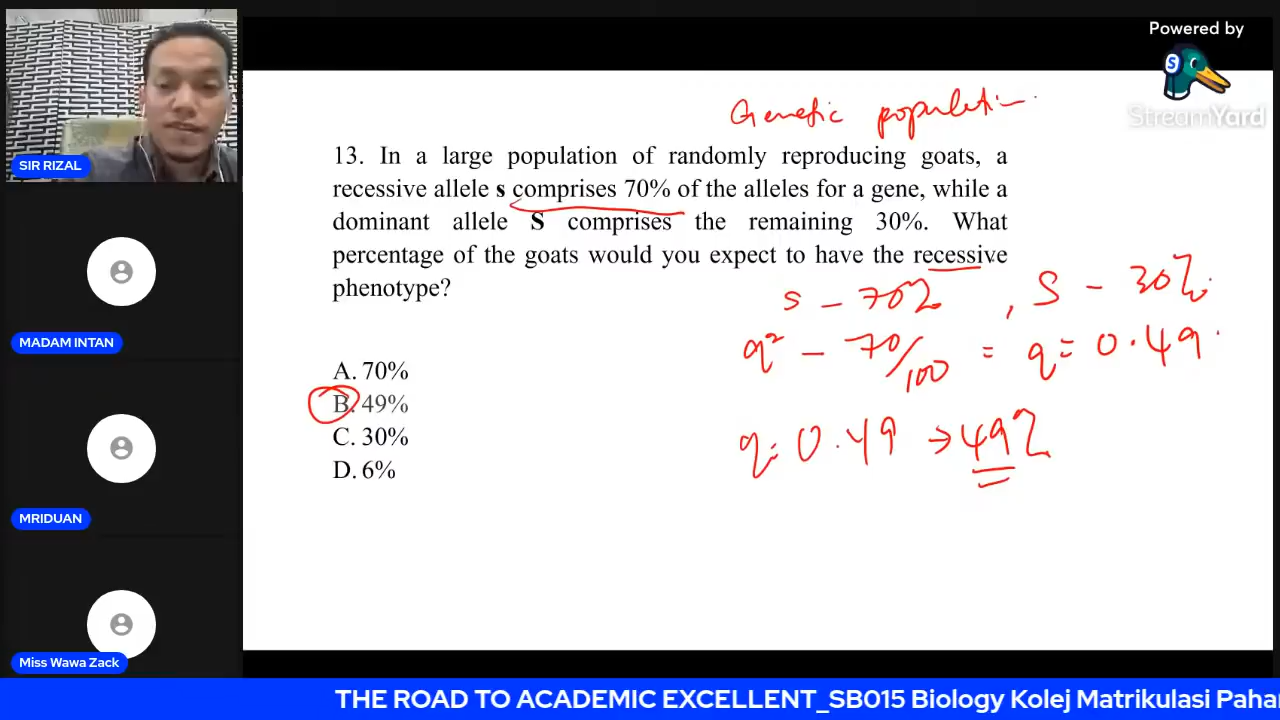 Powered by
S
StreamYard
SIR RIZAL
MADAM INTAN
MRIDUAN
Miss Wawa Zack
Genetic population
13. In a large population of randomly reproducing goats, a
recessive allele s comprises 70% of the alleles for a gene, while a
dominant allele S comprises the remaining 30%. What
percentage of the goats would you expect to have the recessive
phenotype?
s - 70% , S - 30%
q² - 70/100 = q = 0.49
A. 70%
B. 49%
C. 30%
D. 6%
q = 0.49 → 49%
THE ROAD TO ACADEMIC EXCELLENT_SB015 Biology Kolej Matrikulasi Paha